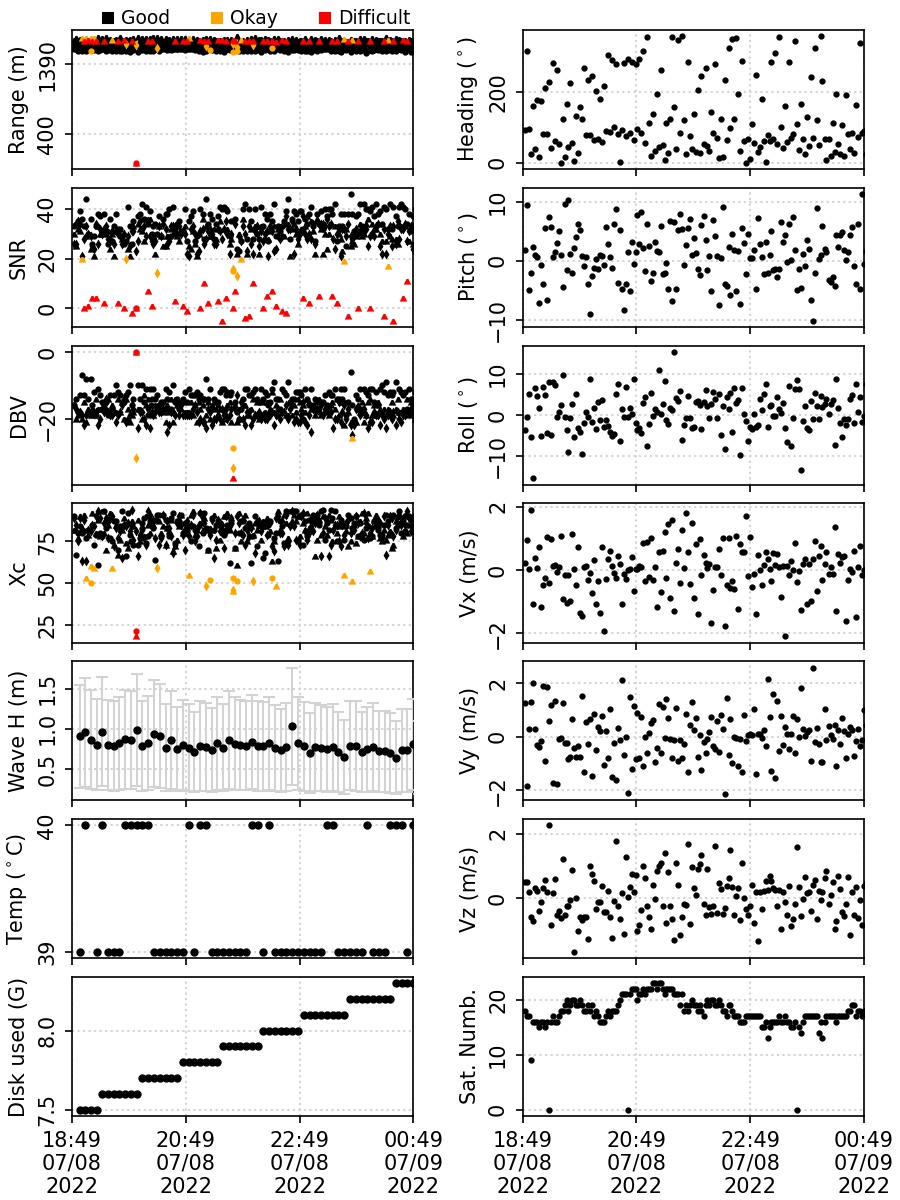 Good Okay Difficult
Range (m)
1390
400
Heading (°)
200
0
SNR
40
20
0
Pitch (°)
10
0
−10
DBV
0
−20
Roll (°)
10
0
−10
Xc
75
50
25
Vx (m/s)
2
0
−2
Wave H (m)
1.5
1.0
0.5
Vy (m/s)
2
0
−2
Temp (°C)
40
39
Vz (m/s)
2
0
Disk used (G)
8.0
7.5
Sat. Numb.
20
10
0
18:49 20:49 22:49 00:49
07/08 07/08 07/08 07/09
2022 2022 2022 2022
18:49 20:49 22:49 00:49
07/08 07/08 07/08 07/09
2022 2022 2022 2022